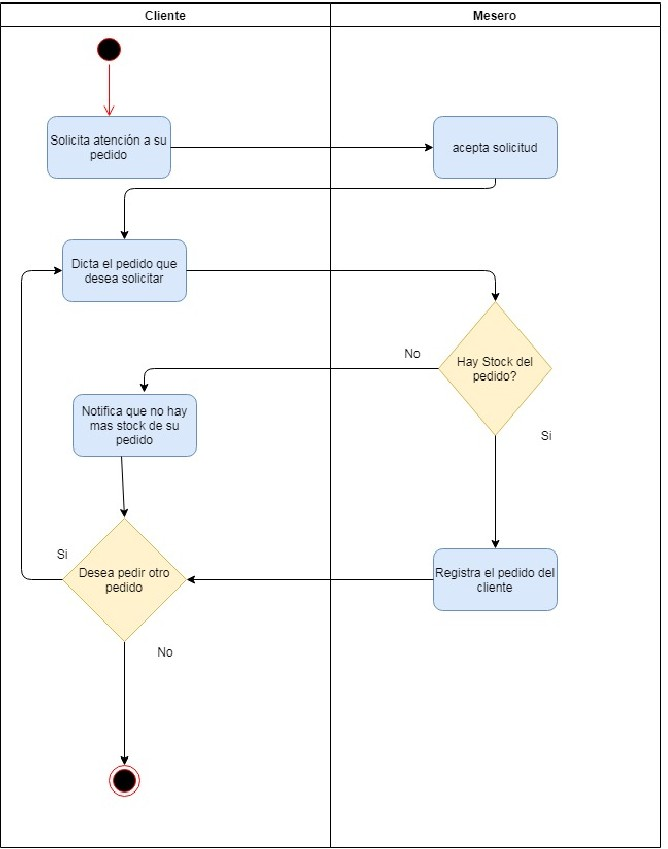 Cliente
Mesero
Solicita atención a su
pedido
acepta solicitud
Dicta el pedido que
desea solicitar
Hay Stock del
pedido?
No
Notifica que no hay
mas stock de su
pedido
Si
Si
Desea pedir otro
pedido
Registra el pedido del
cliente
No